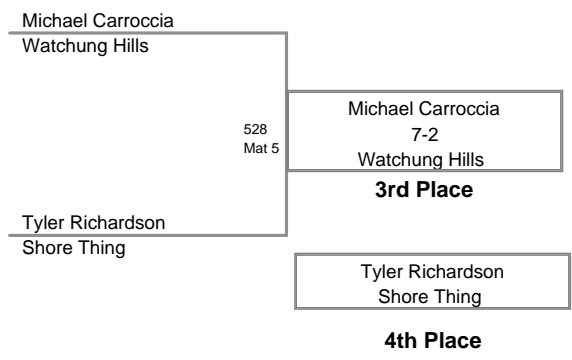 Michael Carroccia
Watchung Hills
528
Mat 5
Michael Carroccia
7-2
Watchung Hills
3rd Place
Tyler Richardson
Shore Thing
Tyler Richardson
Shore Thing
4th Place